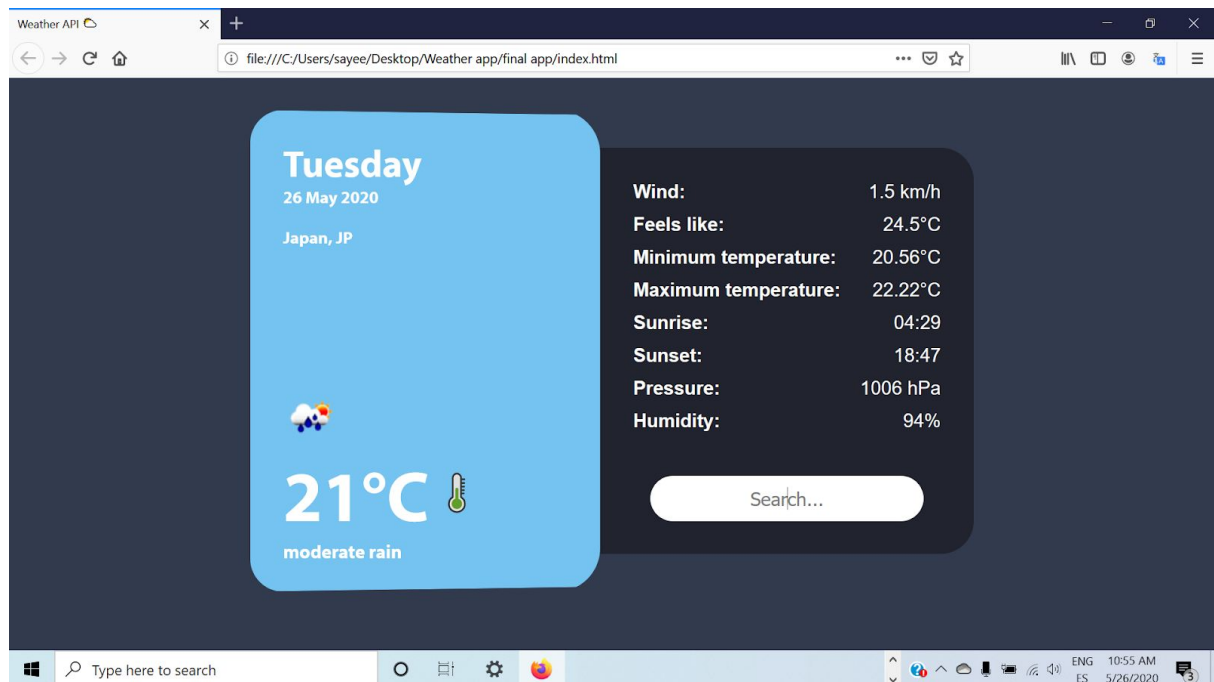 Weather API
file:///C:/Users/sayee/Desktop/Weather app/final app/index.html
Tuesday
26 May 2020
Japan, JP
21°C
moderate rain
Wind: 1.5 km/h
Feels like: 24.5°C
Minimum temperature: 20.56°C
Maximum temperature: 22.22°C
Sunrise: 04:29
Sunset: 18:47
Pressure: 1006 hPa
Humidity: 94%
Search...
Type here to search
ENG 10:55 AM
ES 5/26/2020
3